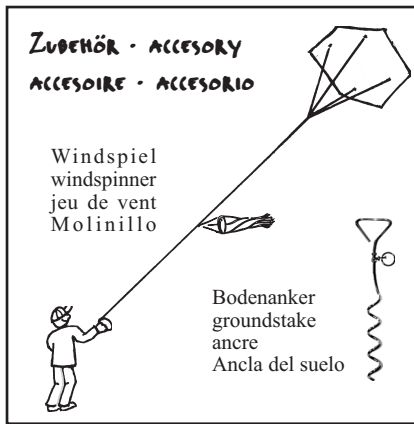 Zubehör · Accesory
Accesoire · Accesorio
Windspiel
windspinner
jeu de vent
Molinillo
Bodenanker
groundstake
ancre
Ancla del suelo